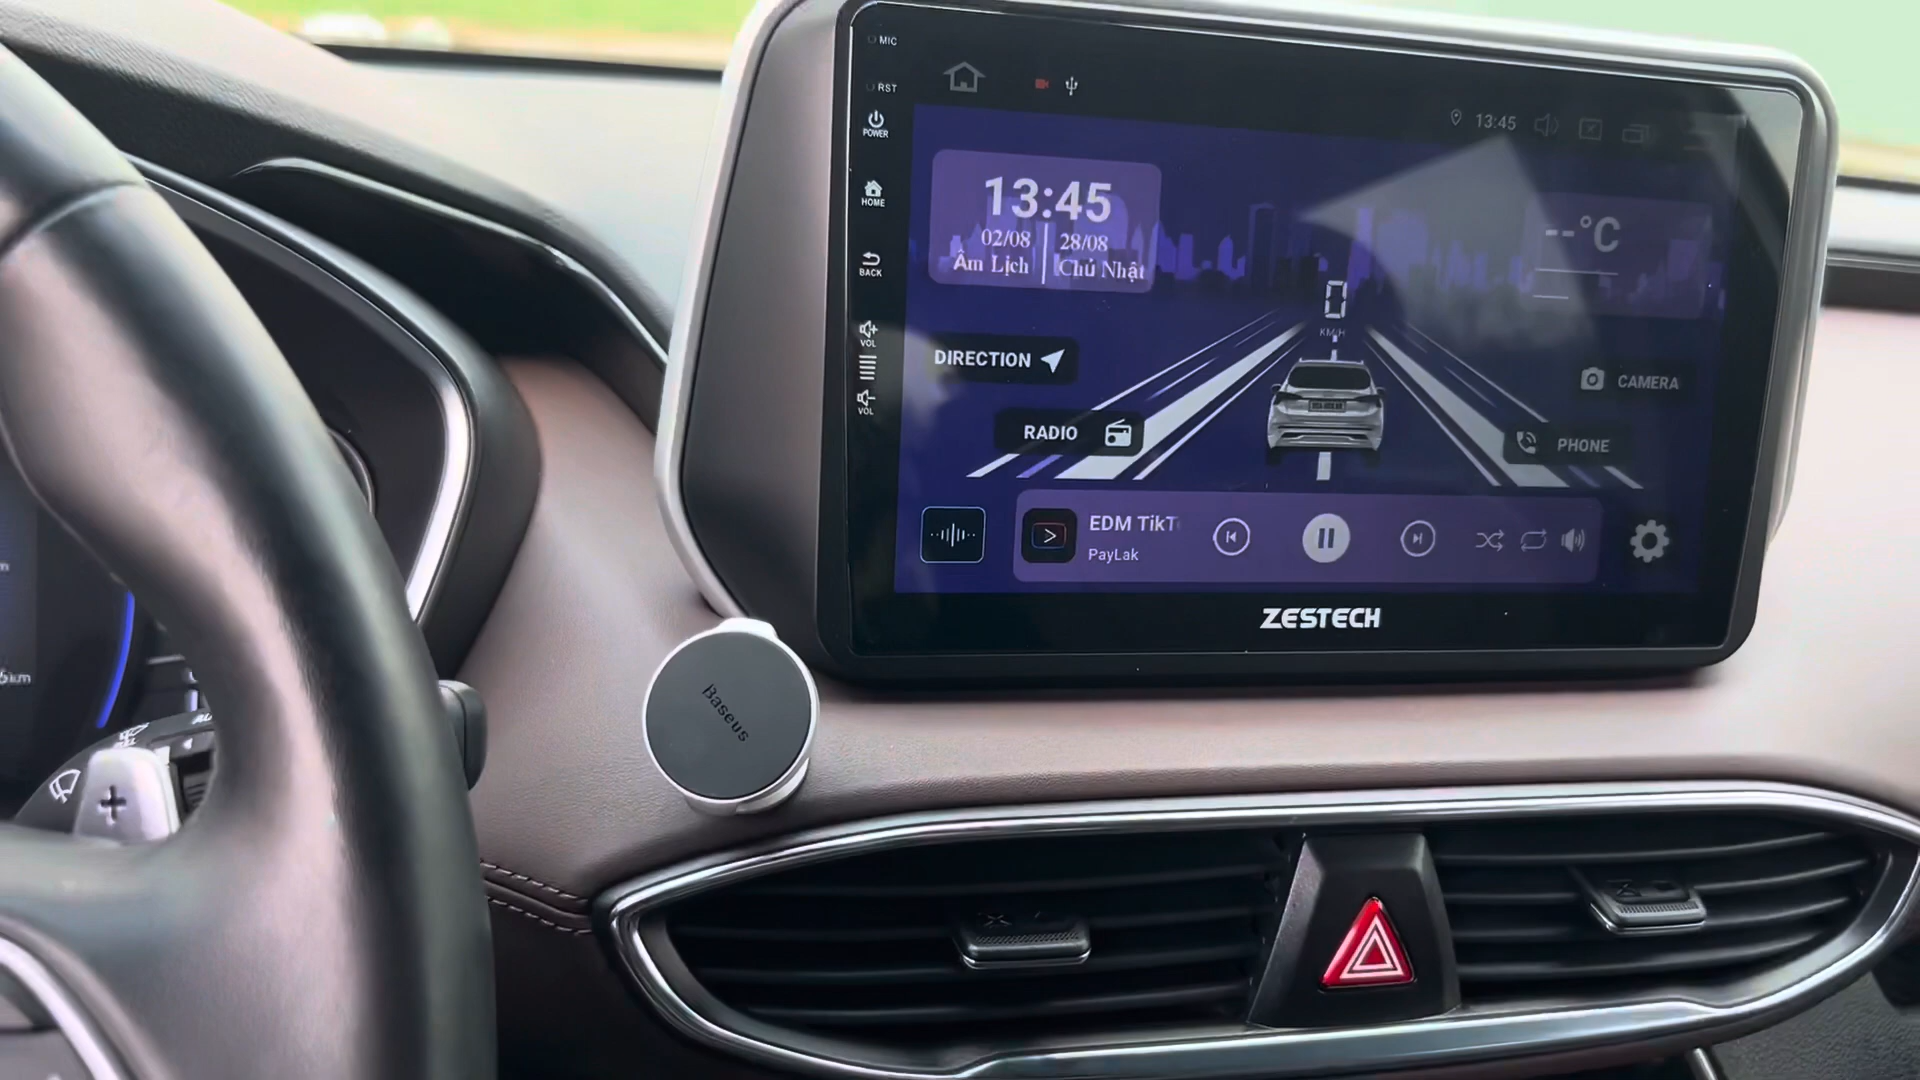 MIC
RST
POWER
HOME
BACK
VOL
VOL
13:45
13:45
02/08
28/08
Âm Lịch
Chủ Nhật
--°C
0
KM/H
DIRECTION
CAMERA
RADIO
PHONE
EDM TikT
PayLak
ZESTECH
Baseus
km
+